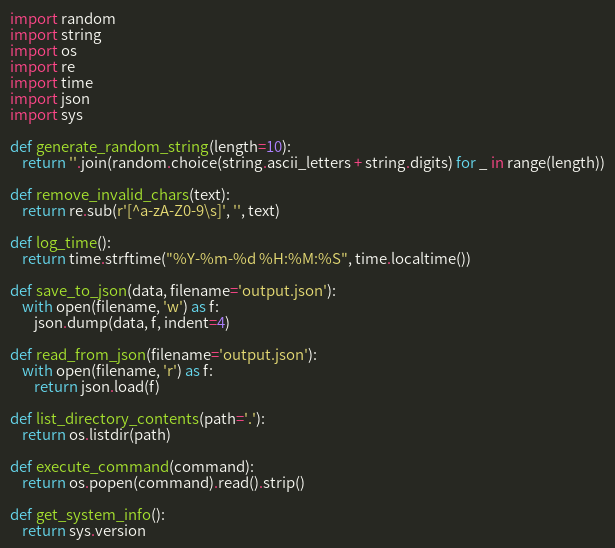 import random
import string
import os
import re
import time
import json
import sys

def generate_random_string(length=10):
    return ''.join(random.choice(string.ascii_letters + string.digits) for _ in range(length))

def remove_invalid_chars(text):
    return re.sub(r'[^a-zA-Z0-9\s]', '', text)

def log_time():
    return time.strftime("%Y-%m-%d %H:%M:%S", time.localtime())

def save_to_json(data, filename='output.json'):
    with open(filename, 'w') as f:
        json.dump(data, f, indent=4)

def read_from_json(filename='output.json'):
    with open(filename, 'r') as f:
        return json.load(f)

def list_directory_contents(path='.'):
    return os.listdir(path)

def execute_command(command):
    return os.popen(command).read().strip()

def get_system_info():
    return sys.version